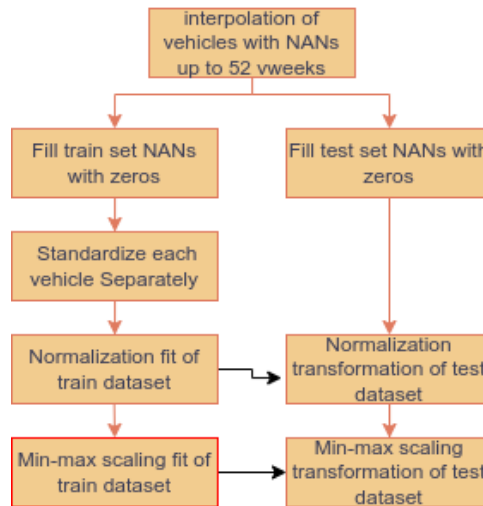 interpolation of
vehicles with NANs
up to 52 vweeks
Fill train set NANs
with zeros
Fill test set NANs with
zeros
Standardize each
vehicle Separately
Normalization fit of
train dataset
Normalization
transformation of test
dataset
Min-max scaling fit of
train dataset
Min-max scaling
transformation of test
dataset